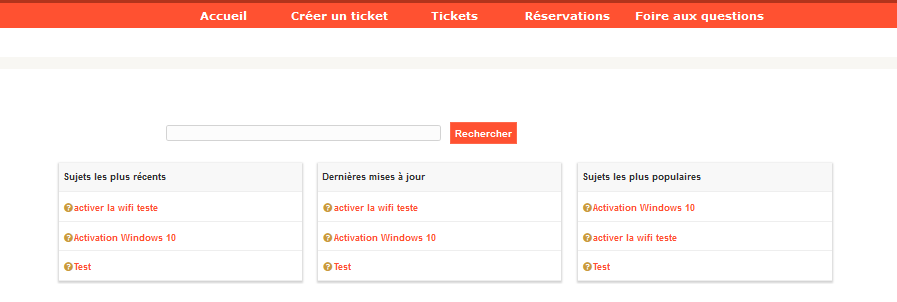 Accueil Créer un ticket Tickets Réservations Foire aux questions
Rechercher
Sujets les plus récents
activer la wifi teste
Activation Windows 10
Test
Dernières mises à jour
activer la wifi teste
Activation Windows 10
Test
Sujets les plus populaires
Activation Windows 10
activer la wifi teste
Test